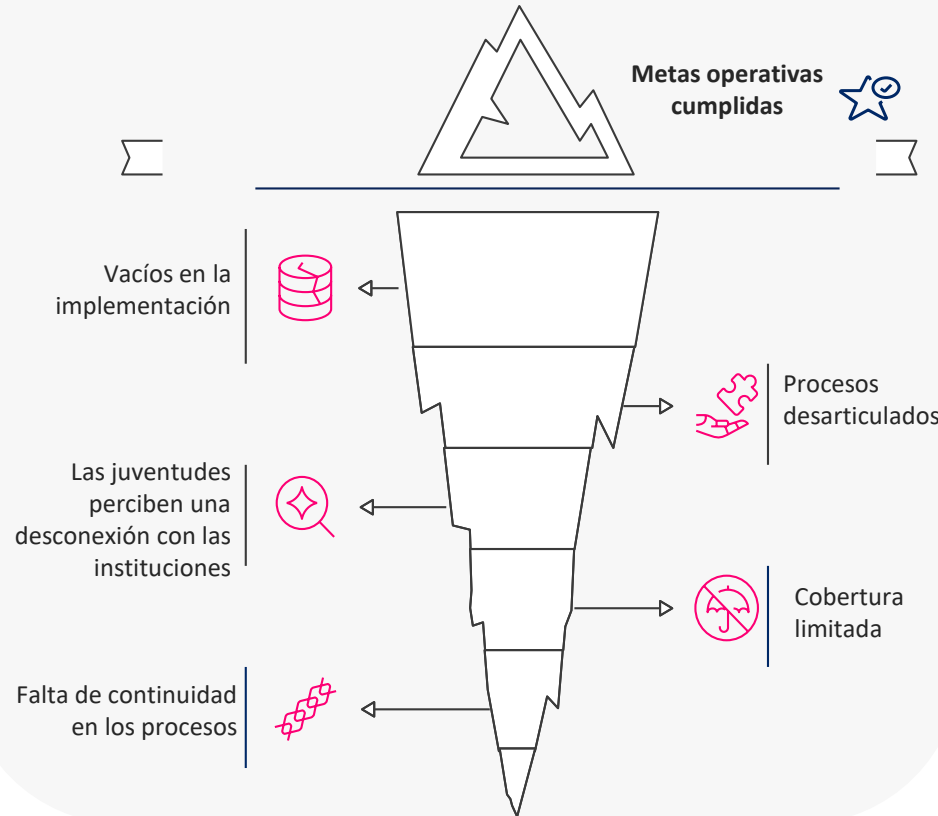 Metas operativas
cumplidas
Vacíos en la
implementación
Procesos
desarticulados
Las juventudes
perciben una
desconexión con las
instituciones
Cobertura
limitada
Falta de continuidad
en los procesos